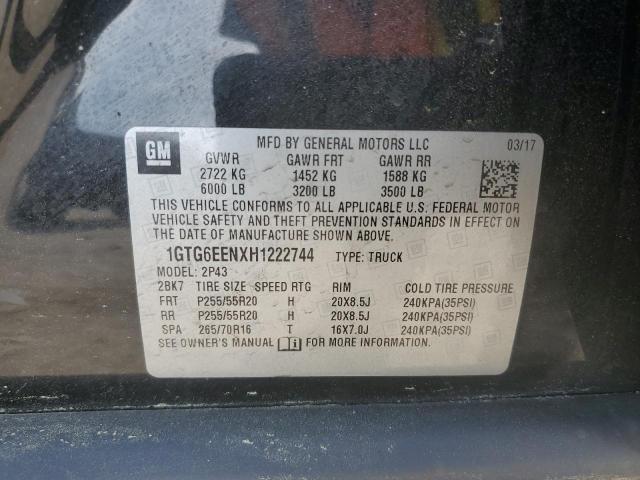 GM
MFD BY GENERAL MOTORS LLC 03/17
GVWR GAWR FRT GAWR RR
2722 KG 1452 KG 1588 KG
6000 LB 3200 LB 3500 LB
THIS VEHICLE CONFORMS TO ALL APPLICABLE U.S. FEDERAL MOTOR
VEHICLE SAFETY AND THEFT PREVENTION STANDARDS IN EFFECT ON
THE DATE OF MANUFACTURE SHOWN ABOVE.
1GTG6EENXH1222744 TYPE: TRUCK
MODEL: 2P43
2BK7 TIRE SIZE SPEED RTG RIM COLD TIRE PRESSURE
FRT P255/55R20 H 20X8.5J 240KPA(35PSI)
RR P255/55R20 H 20X8.5J 240KPA(35PSI)
SPA 265/70R16 T 16X7.0J 240KPA(35PSI)
SEE OWNER'S MANUAL FOR MORE INFORMATION.